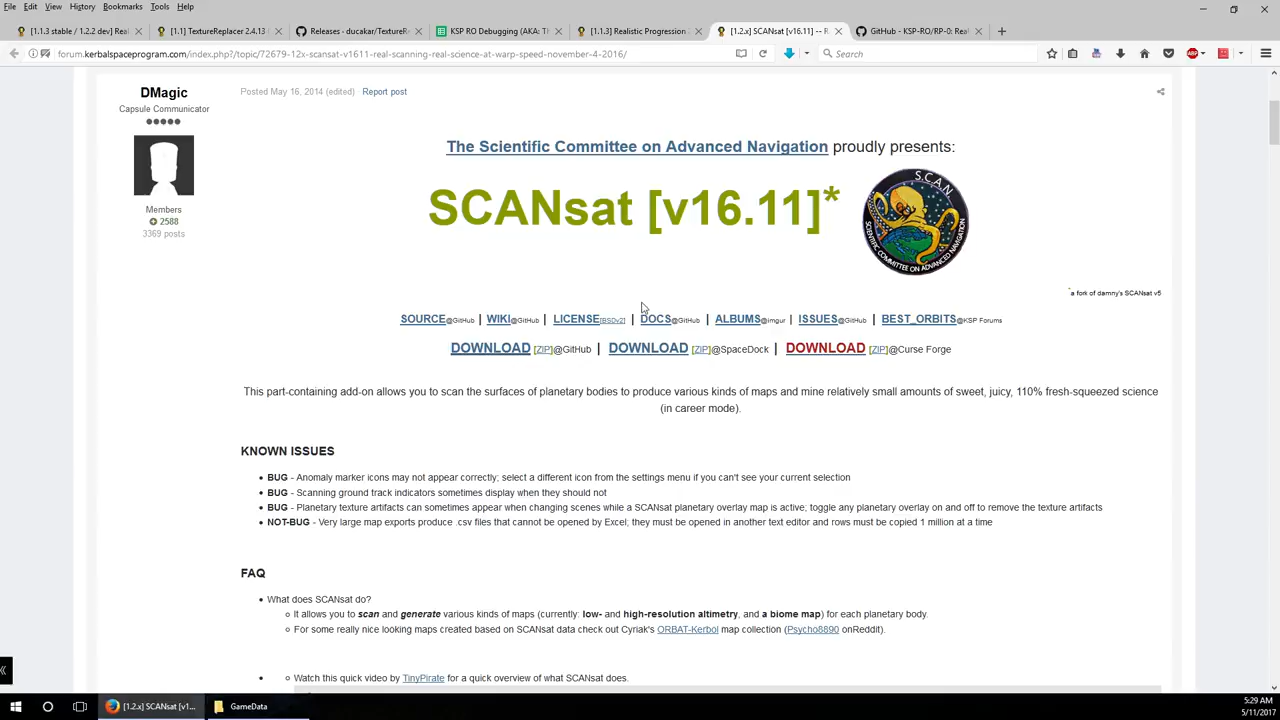 File Edit View History Bookmarks Tools Help
[1.1.3 stable / 1.2.2 dev] Real
[1.1] TextureReplacer 2.4.13
Releases - ducakar/TextureR
KSP RO Debugging (AKA: Th
[1.1.3] Realistic Progression
[1.2.x] SCANsat [v16.11] -- R
GitHub - KSP-RO/RP-0: Real
forum.kerbalspaceprogram.com/index.php?/topic/72679-12x-scansat-v1611-real-scanning-real-science-at-warp-speed-november-4-2016/
Search
DMagic
Capsule Communicator
Members
2588
3369 posts
Posted May 16, 2014 (edited) Report post
The Scientific Committee on Advanced Navigation proudly presents:
SCANsat [v16.11]*
S.C.A.N
SCIENTIFIC COMMITTEE ON ADVANCED NAVIGATION
*a fork of damny's SCANsat v5
SOURCE@GitHub | WIKI@GitHub | LICENSE[BSDv2] | DOCS@GitHub | ALBUMS@Imgur | ISSUES@GitHub | BEST_ORBITS@KSP Forums
DOWNLOAD [ZIP]@GitHub | DOWNLOAD [ZIP]@SpaceDock | DOWNLOAD [ZIP]@Curse Forge
This part-containing add-on allows you to scan the surfaces of planetary bodies to produce various kinds of maps and mine relatively small amounts of sweet, juicy, 110% fresh-squeezed science
(in career mode).
KNOWN ISSUES
• BUG - Anomaly marker icons may not appear correctly; select a different icon from the settings menu if you can't see your current selection
• BUG - Scanning ground track indicators sometimes display when they should not
• BUG - Planetary texture artifacts can sometimes appear when changing scenes while a SCANsat planetary overlay map is active; toggle any planetary overlay on and off to remove the texture artifacts
• NOT-BUG - Very large map exports produce .csv files that cannot be opened by Excel; they must be opened in another text editor and rows must be copied 1 million at a time
FAQ
• What does SCANsat do?
It allows you to scan and generate various kinds of maps (currently: low- and high-resolution altimetry, and a biome map) for each planetary body.
For some really nice looking maps created based on SCANsat data check out Cyriak's ORBAT-Kerbol map collection (Psycho8890 onReddit).
Watch this quick video by TinyPirate for a quick overview of what SCANsat does.
[1.2.x] SCANsat [v1...
GameData
5:29 AM
5/11/2017